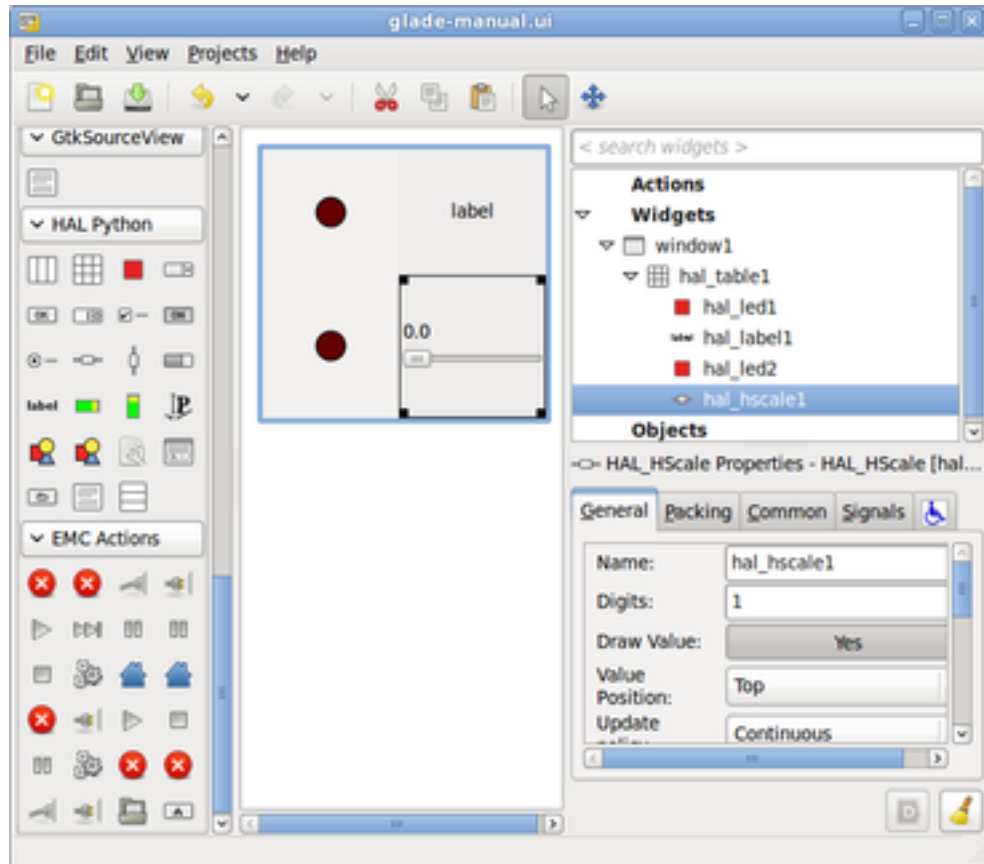 glade-manual.ui
File Edit View Projects Help
GtkSourceView
HAL Python
label
EMC Actions
label
0.0
< search widgets >
Actions
Widgets
window1
hal_table1
hal_led1
hal_label1
hal_led2
hal_hscale1
Objects
HAL_HScale Properties - HAL_HScale [hal...
General Packing Common Signals
Name: hal_hscale1
Digits: 1
Draw Value: Yes
Value
Position: Top
Update
Continuous